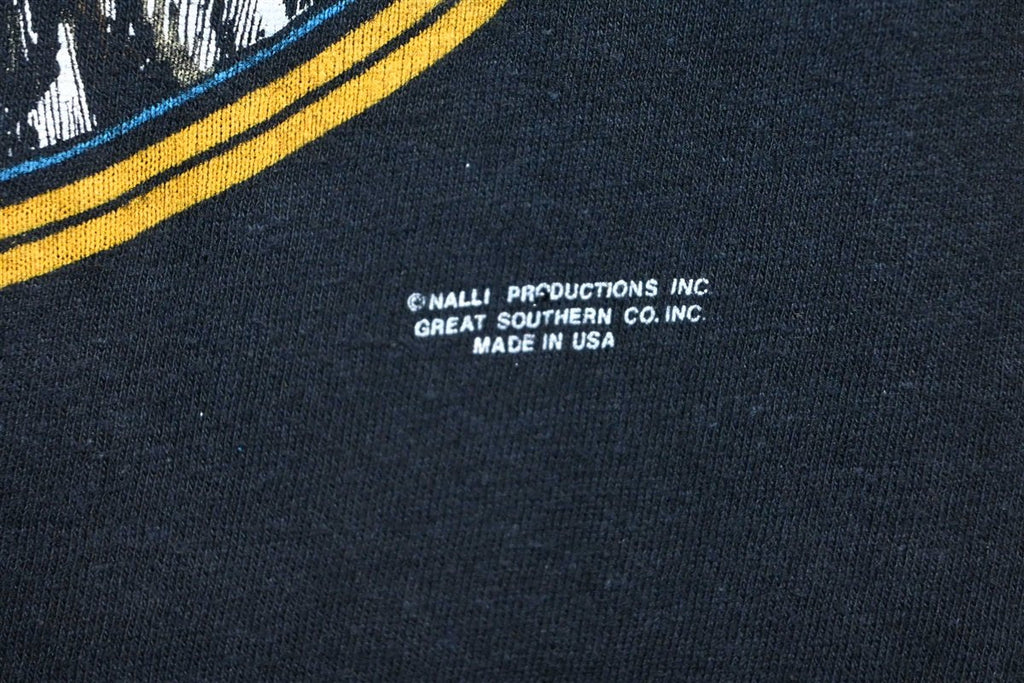 © NALLI PRODUCTIONS INC
GREAT SOUTHERN CO. INC.
MADE IN USA